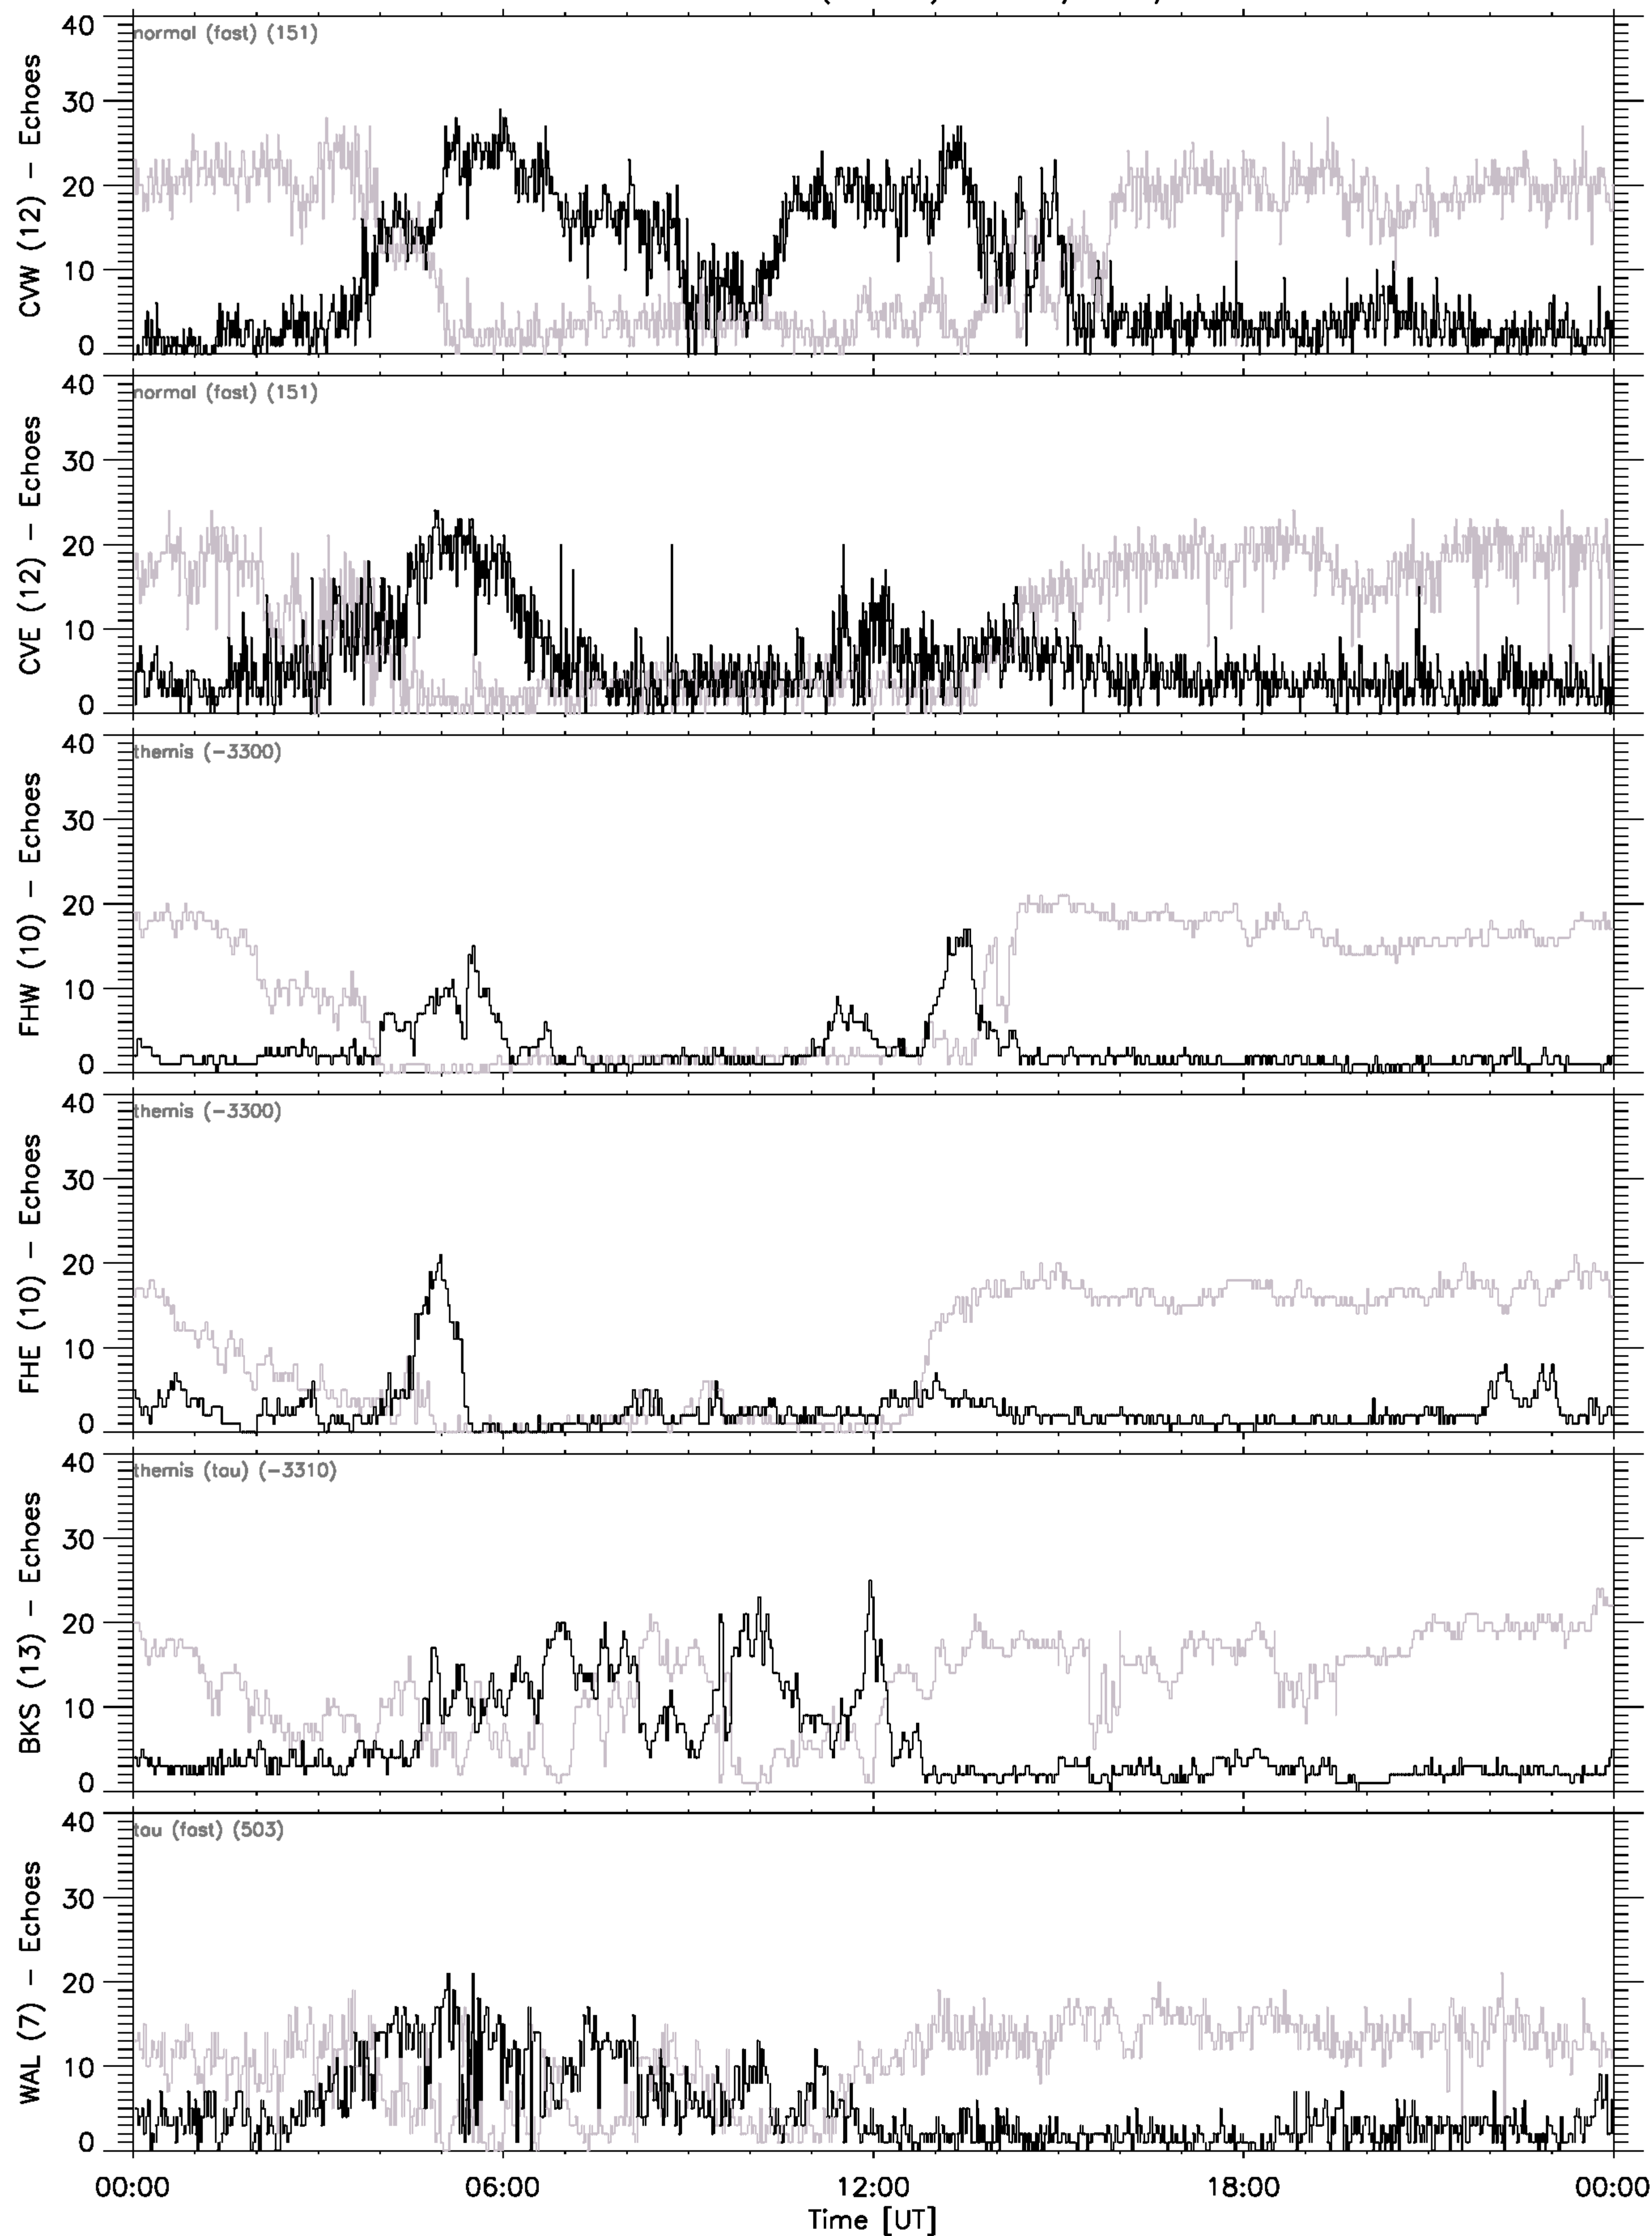 40
normal (fast) (151)
30
20
10
0
CVW (12) – Echoes
40
normal (fast) (151)
30
20
10
0
CVE (12) – Echoes
40
themis (-3300)
30
20
10
0
FHW (10) – Echoes
40
themis (-3300)
30
20
10
0
FHE (10) – Echoes
40
themis (tau) (-3310)
30
20
10
0
BKS (13) – Echoes
40
tau (fast) (503)
30
20
10
0
WAL (7) – Echoes
00:00 06:00 12:00 18:00 00:00
Time [UT]